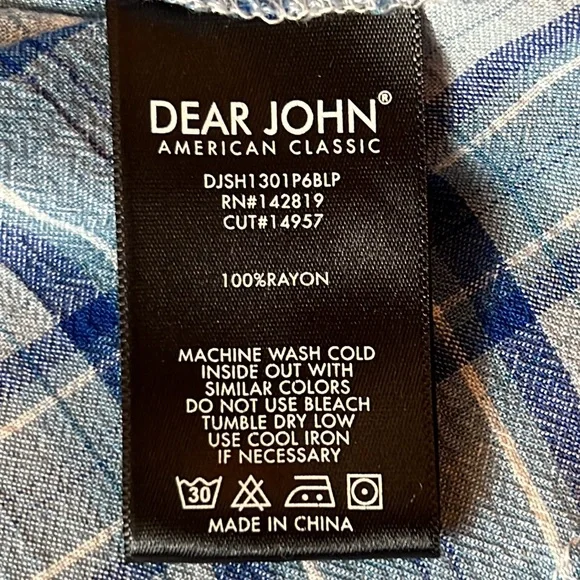 DEAR JOHN®
AMERICAN CLASSIC
DJSH1301P6BLP
RN#142819
CUT#14957
100%RAYON
MACHINE WASH COLD
INSIDE OUT WITH
SIMILAR COLORS
DO NOT USE BLEACH
TUMBLE DRY LOW
USE COOL IRON
IF NECESSARY
30
MADE IN CHINA